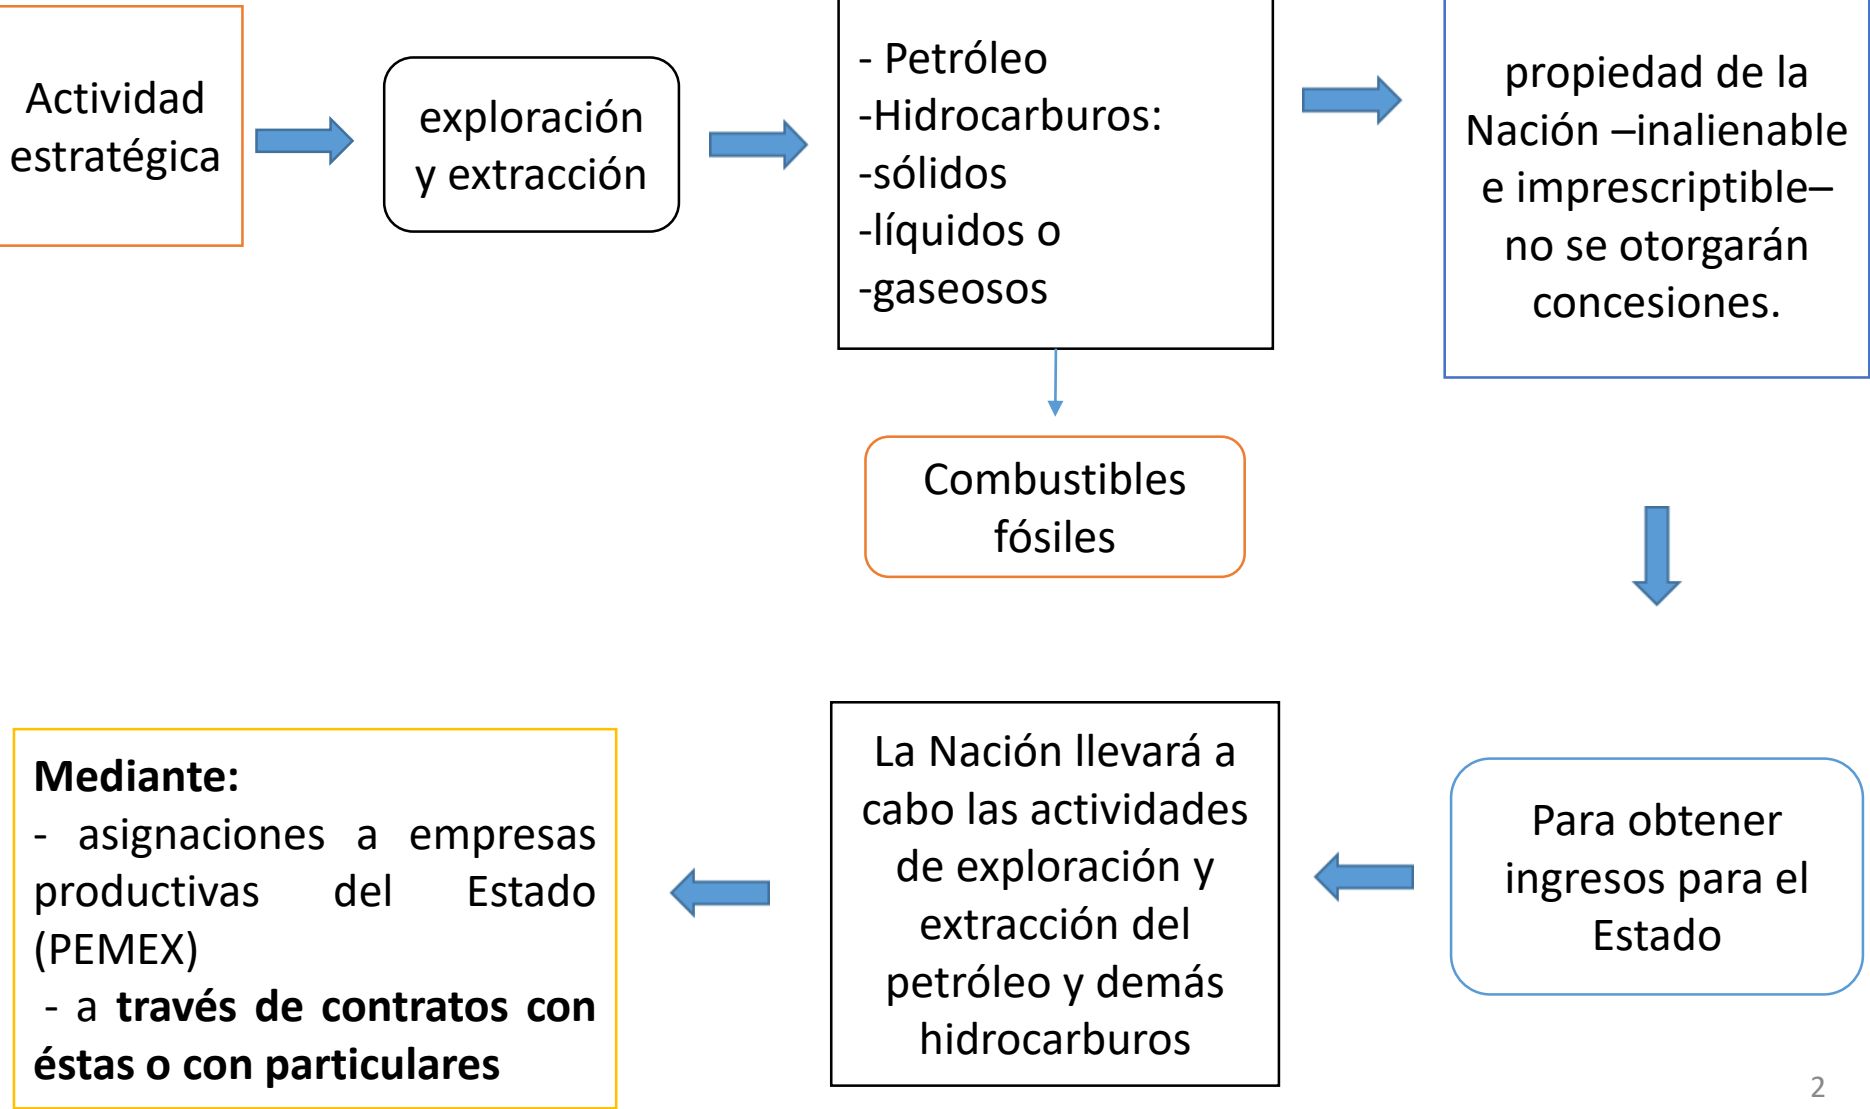 Actividad
estratégica
exploración
y extracción
- Petróleo
-Hidrocarburos:
-sólidos
-líquidos o
-gaseosos
propiedad de la
Nación –inalienable
e imprescriptible–
no se otorgarán
concesiones.
Combustibles
fósiles
Para obtener
ingresos para el
Estado
La Nación llevará a
cabo las actividades
de exploración y
extracción del
petróleo y demás
hidrocarburos
Mediante:
- asignaciones a empresas
productivas del Estado
(PEMEX)
- a través de contratos con
éstas o con particulares
2